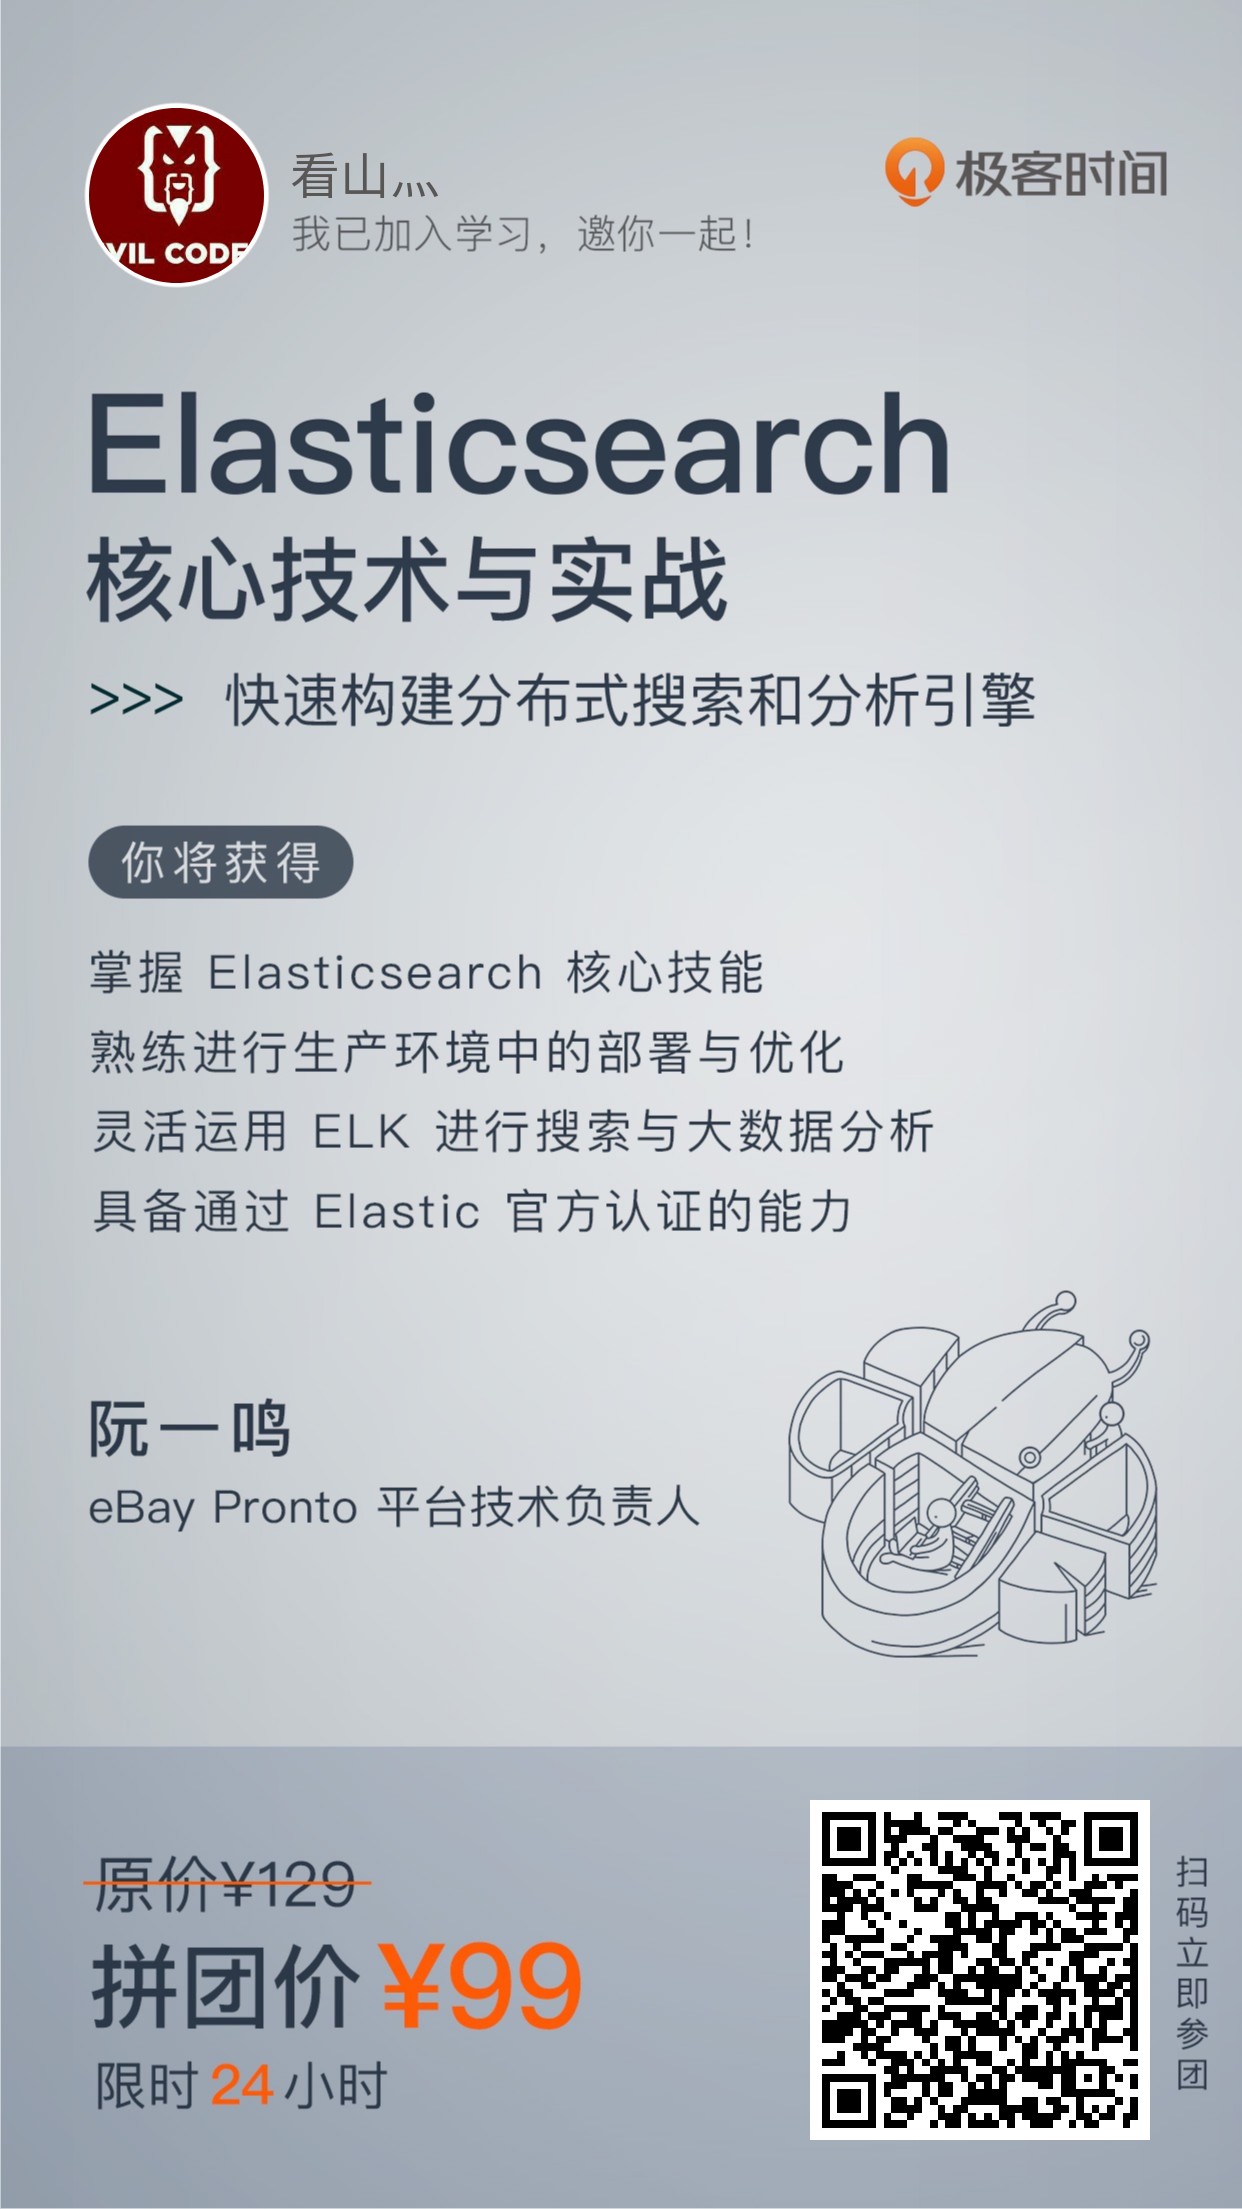 看山灬
我已加入学习，邀你一起！
极客时间
VIL CODE
Elasticsearch
核心技术与实战
>>> 快速构建分布式搜索和分析引擎
你将获得
掌握 Elasticsearch 核心技能
熟练进行生产环境中的部署与优化
灵活运用 ELK 进行搜索与大数据分析
具备通过 Elastic 官方认证的能力
阮一鸣
eBay Pronto 平台技术负责人
原价¥129
拼团价 ¥99
限时 24 小时
扫码立即参团